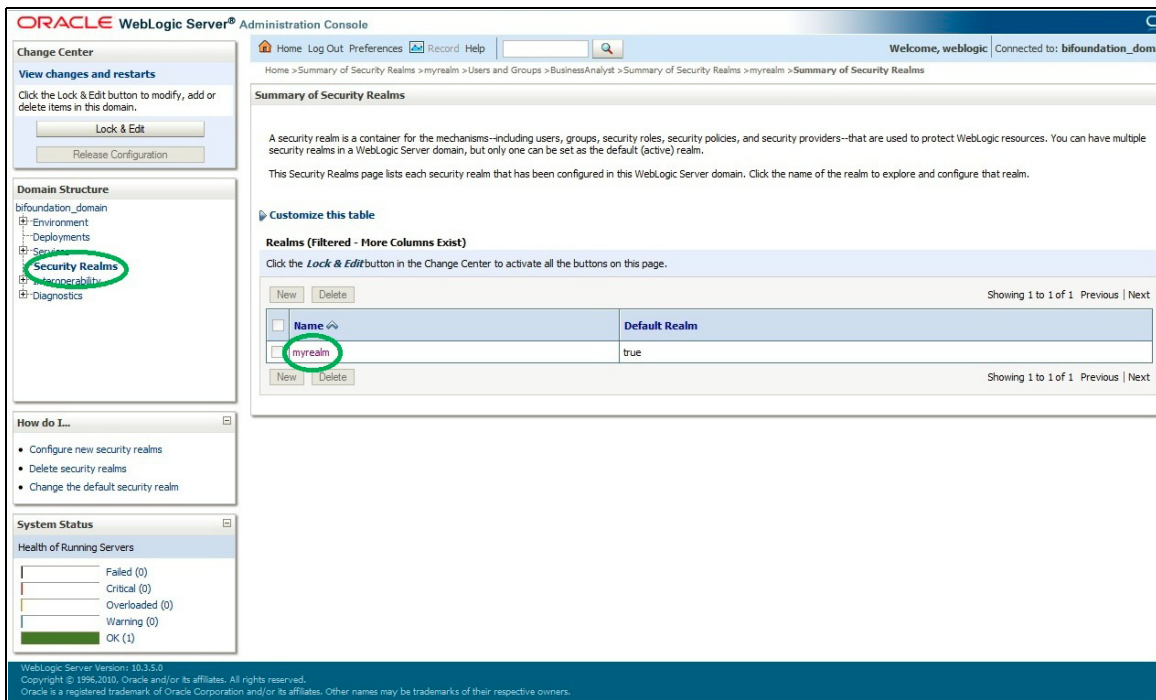 ORACLE WebLogic Server® Administration Console
Change Center
View changes and restarts
Click the Lock & Edit button to modify, add or
delete items in this domain.
Lock & Edit
Release Configuration
Domain Structure
bifoundation_domain
Environment
Deployments
Services
Security Realms
Interoperability
Diagnostics
How do I...
Configure new security realms
Delete security realms
Change the default security realm
System Status
Health of Running Servers
Failed (0)
Critical (0)
Overloaded (0)
Warning (0)
OK (1)
Home Log Out Preferences Record Help
Welcome, weblogic Connected to: bifoundation_dom
Home >Summary of Security Realms >myrealm >Users and Groups >BusinessAnalyst >Summary of Security Realms >myrealm >Summary of Security Realms
Summary of Security Realms
A security realm is a container for the mechanisms--including users, groups, security roles, security policies, and security providers--that are used to protect WebLogic resources. You can have multiple
security realms in a WebLogic Server domain, but only one can be set as the default (active) realm.
This Security Realms page lists each security realm that has been configured in this WebLogic Server domain. Click the name of the realm to explore and configure that realm.
Customize this table
Realms (Filtered - More Columns Exist)
Click the Lock & Edit button in the Change Center to activate all the buttons on this page.
New Delete Showing 1 to 1 of 1 Previous | Next
Name Default Realm
myrealm true
New Delete Showing 1 to 1 of 1 Previous | Next
WebLogic Server Version: 10.3.5.0
Copyright © 1996,2010, Oracle and/or its affiliates. All rights reserved.
Oracle is a registered trademark of Oracle Corporation and/or its affiliates. Other names may be trademarks of their respective owners.